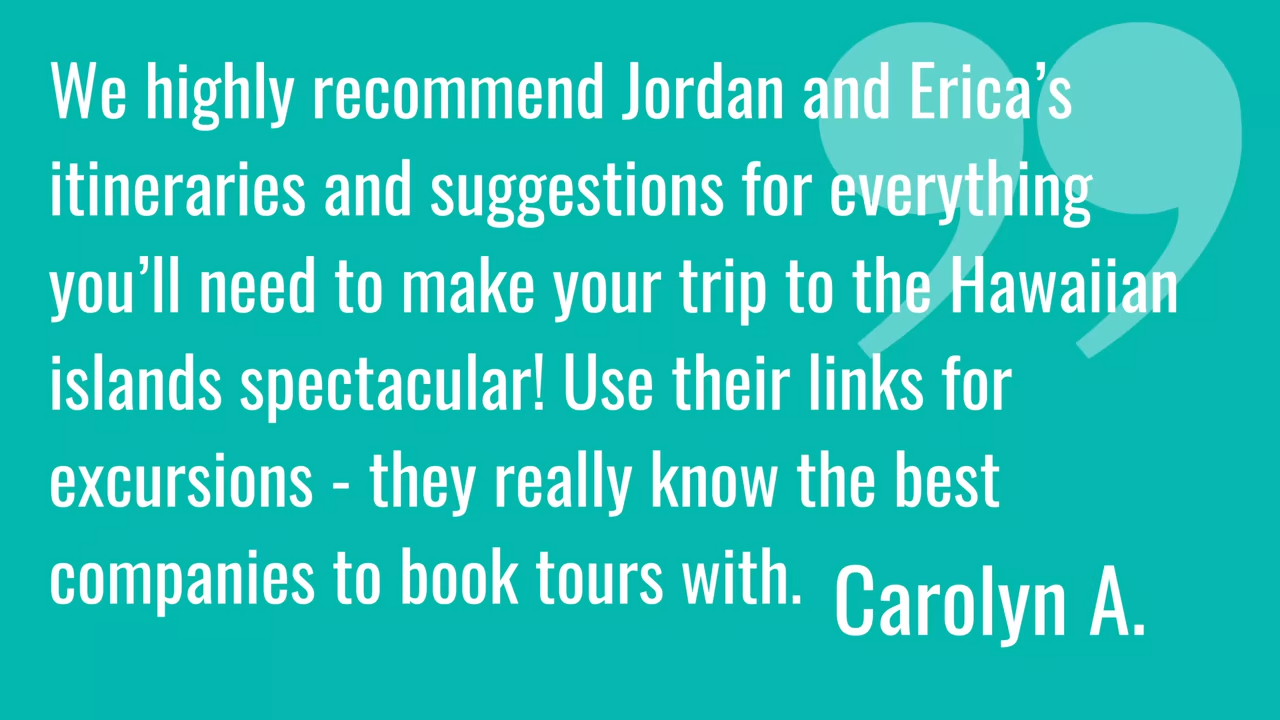 We highly recommend Jordan and Erica’s
itineraries and suggestions for everything
you’ll need to make your trip to the Hawaiian
islands spectacular! Use their links for
excursions - they really know the best
companies to book tours with.
Carolyn A.